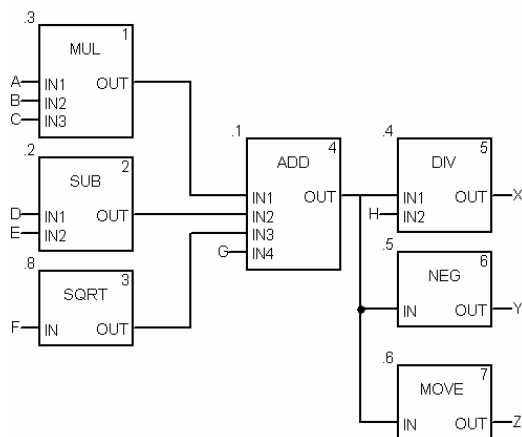 .3
1
MUL
A IN1 OUT
B IN2
C IN3
.2
2
SUB
D IN1 OUT
E IN2
.8
3
SQRT
F IN OUT
.1
4
ADD
IN1 OUT
IN2
IN3
G IN4
.4
5
DIV
IN1 OUT X
H IN2
.5
6
NEG
IN OUT Y
.6
7
MOVE
IN OUT Z